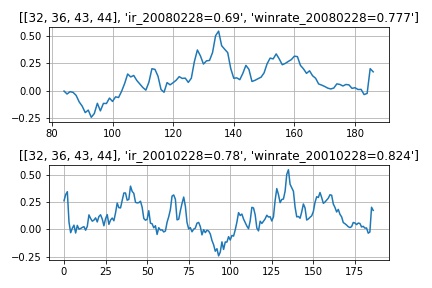 [[32, 36, 43, 44], 'ir_20080228=0.69', 'winrate_20080228=0.777']
0.50
0.25
0.00
−0.25
80 100 120 140 160 180
[[32, 36, 43, 44], 'ir_20010228=0.78', 'winrate_20010228=0.824']
0.50
0.25
0.00
−0.25
0 25 50 75 100 125 150 175